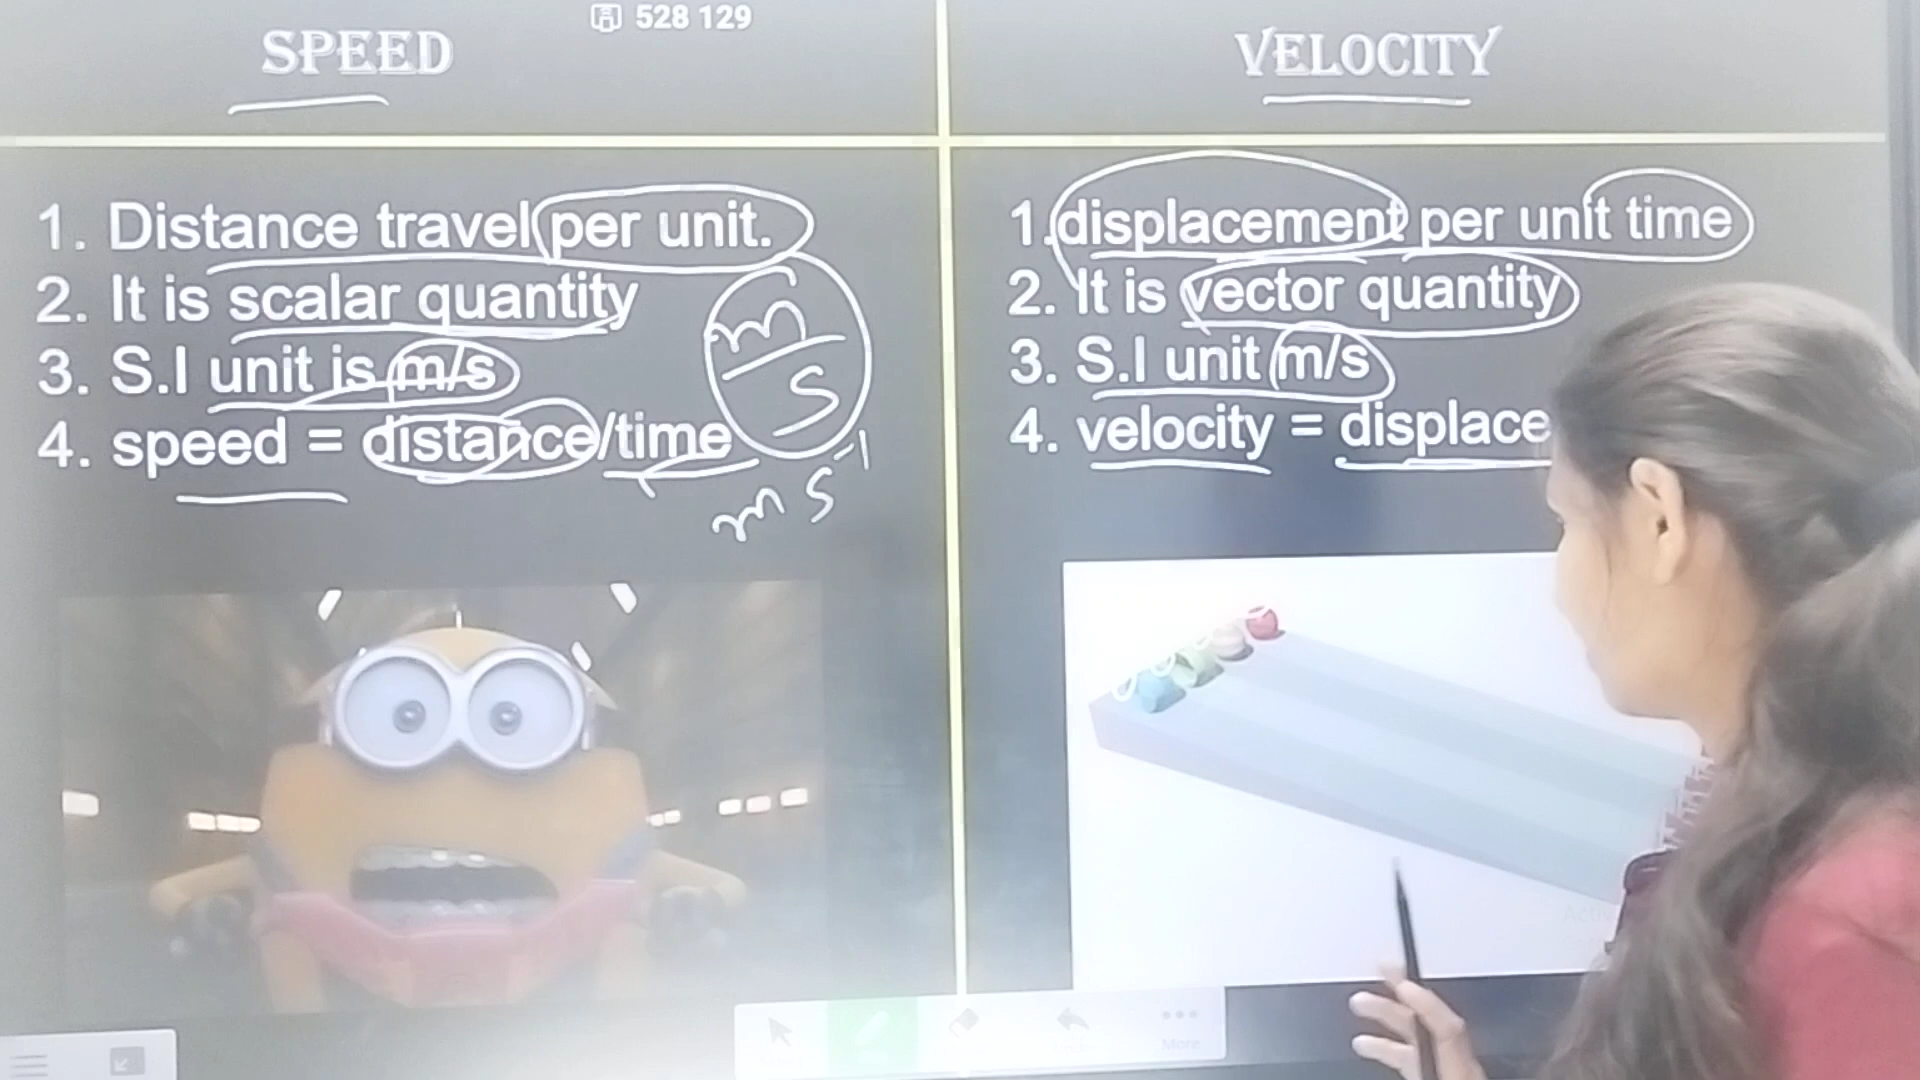 528 129
SPEED
1. Distance travel per unit.
2. It is scalar quantity
3. S.I unit is m/s
4. speed = distance/time
m
s
m s-1
VELOCITY
1.displacement per unit time
2. It is vector quantity
3. S.I unit m/s
4. velocity = displace
More